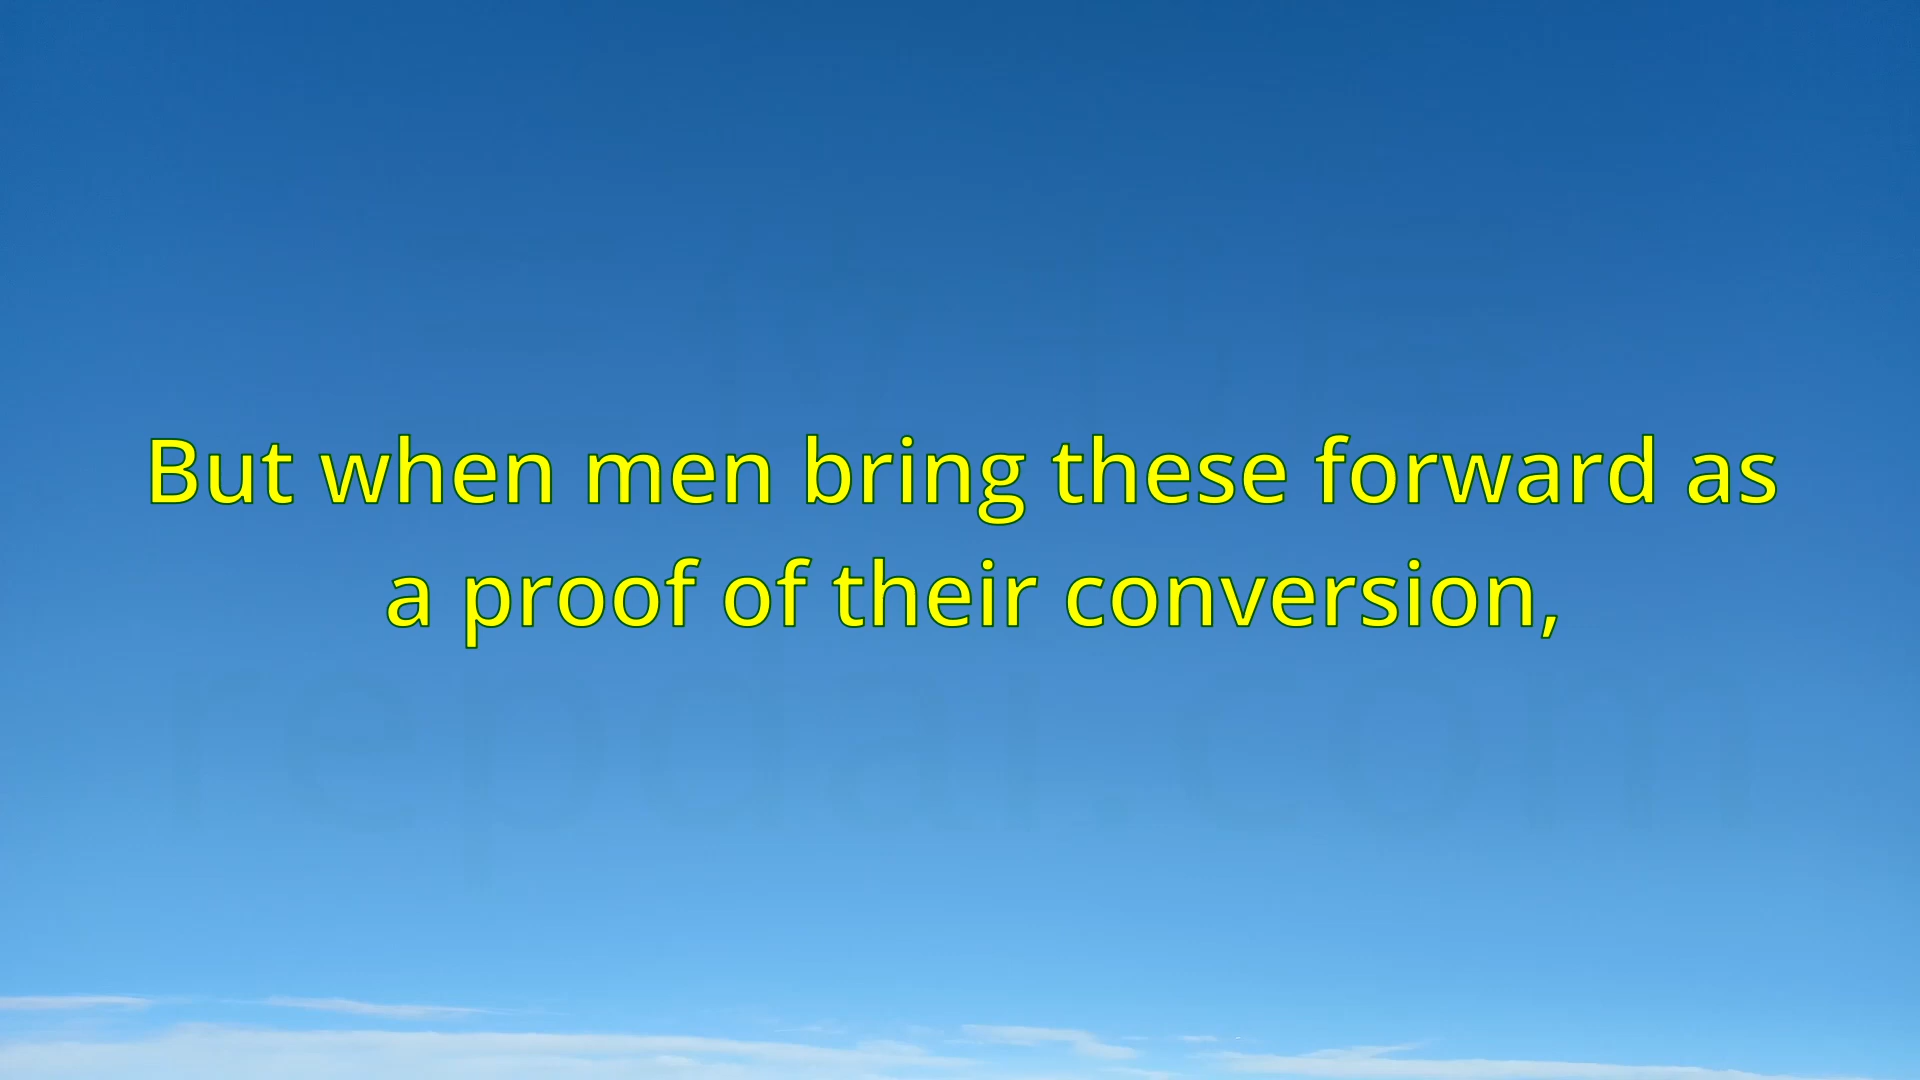 But when men bring these forward as
a proof of their conversion,